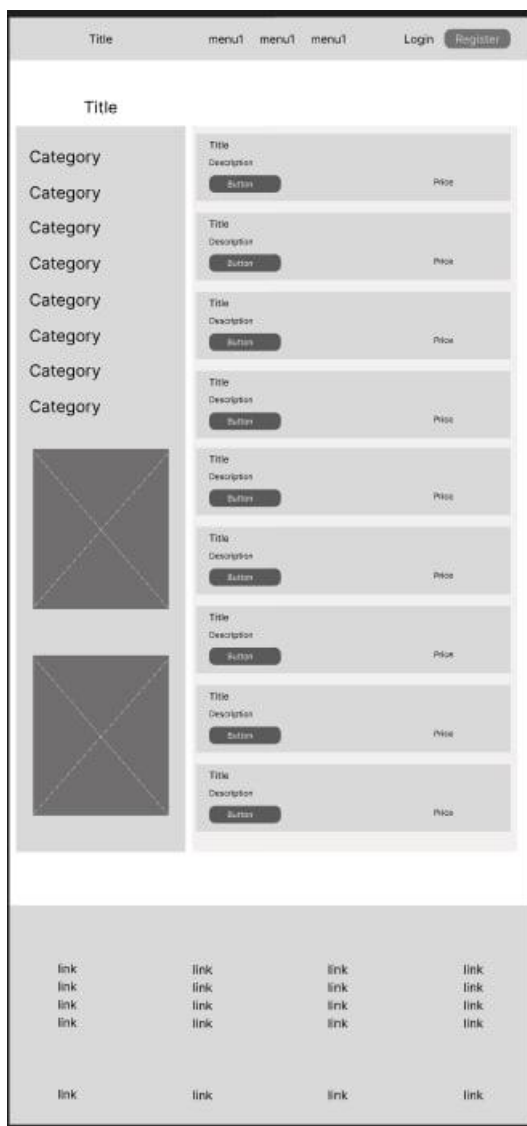 Title menu1 menu1 menu1 Login Register
Title
Category
Category
Category
Category
Category
Category
Category
Category
Title
Description
Button Price
Title
Description
Button Price
Title
Description
Button Price
Title
Description
Button Price
Title
Description
Button Price
Title
Description
Button Price
Title
Description
Button Price
Title
Description
Button Price
Title
Description
Button Price
link link link link
link link link link
link link link link
link link link link
link link link link